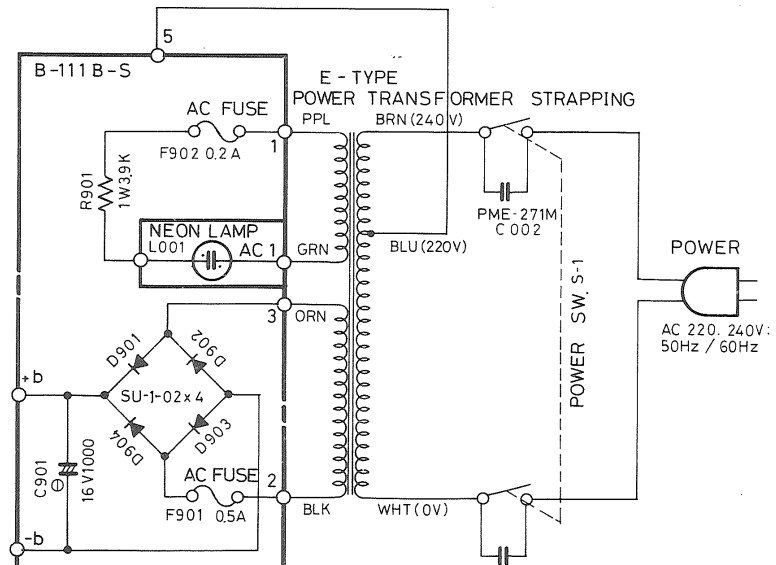 5
B-111B-S
E-TYPE
POWER TRANSFORMER STRAPPING
AC FUSE
PPL
BRN (240V)
1
F902 0.2A
R901
1W3.9K
NEON LAMP
L001
AC 1
GRN
PME-271M
C002
BLU (220V)
POWER
3
ORN
POWER SW. S-1
AC 220. 240V:
50Hz / 60Hz
D901
D902
+b
SU-1-02x4
D904
D903
C901
16V1000
AC FUSE
2
F901 0.5A
BLK
WHT (0V)
-b